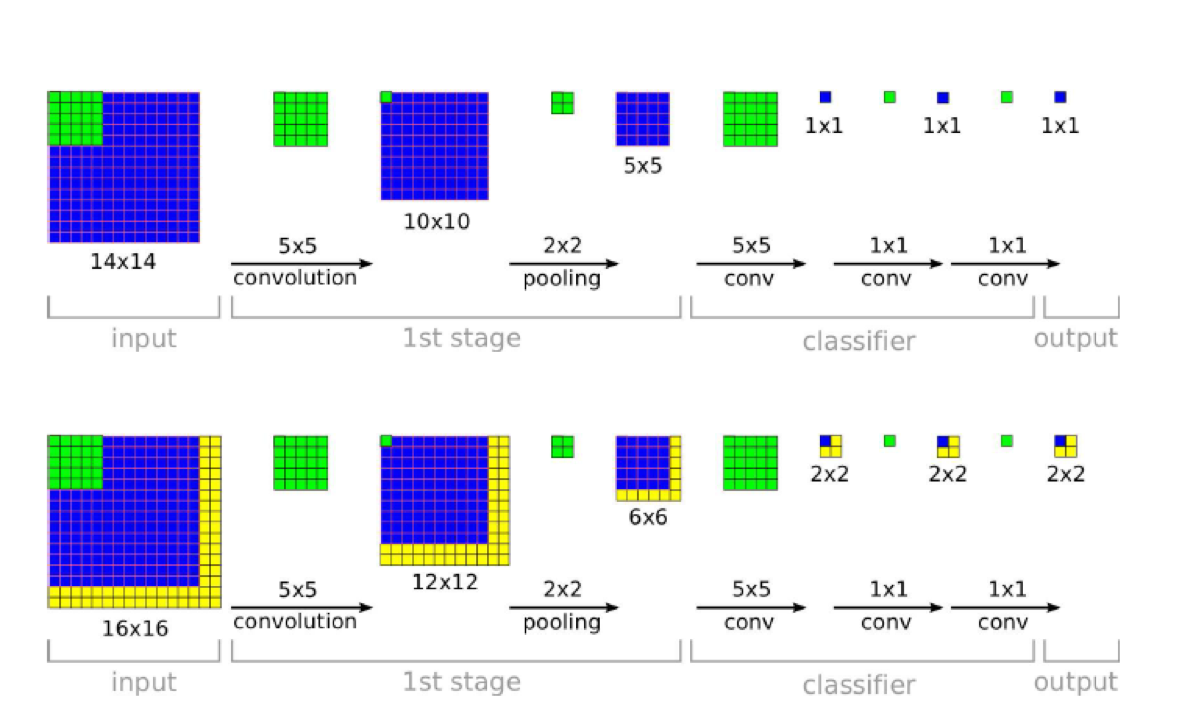 1x1 1x1 1x1
5x5
10x10
14x14
5x5 2x2 5x5 1x1 1x1
convolution pooling conv conv conv
input 1st stage classifier output
2x2 2x2 2x2
6x6
12x12
5x5 2x2 5x5 1x1 1x1
convolution pooling conv conv conv
16x16
input 1st stage classifier output